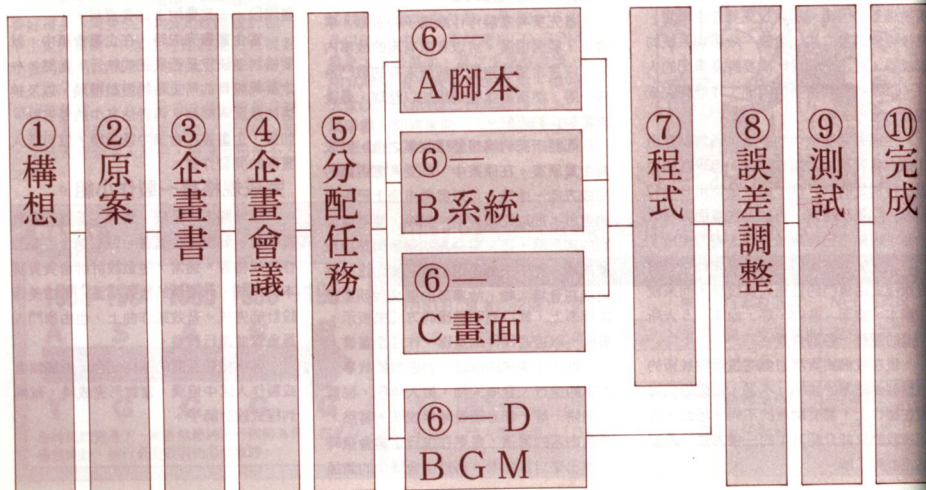 ①構想
②原案
③企畫書
④企畫會議
⑤分配任務
⑥—
A腳本
⑥—
B系統
⑥—
C畫面
⑥—D
BGM
⑦程式
⑧誤差調整
⑨測試
⑩完成